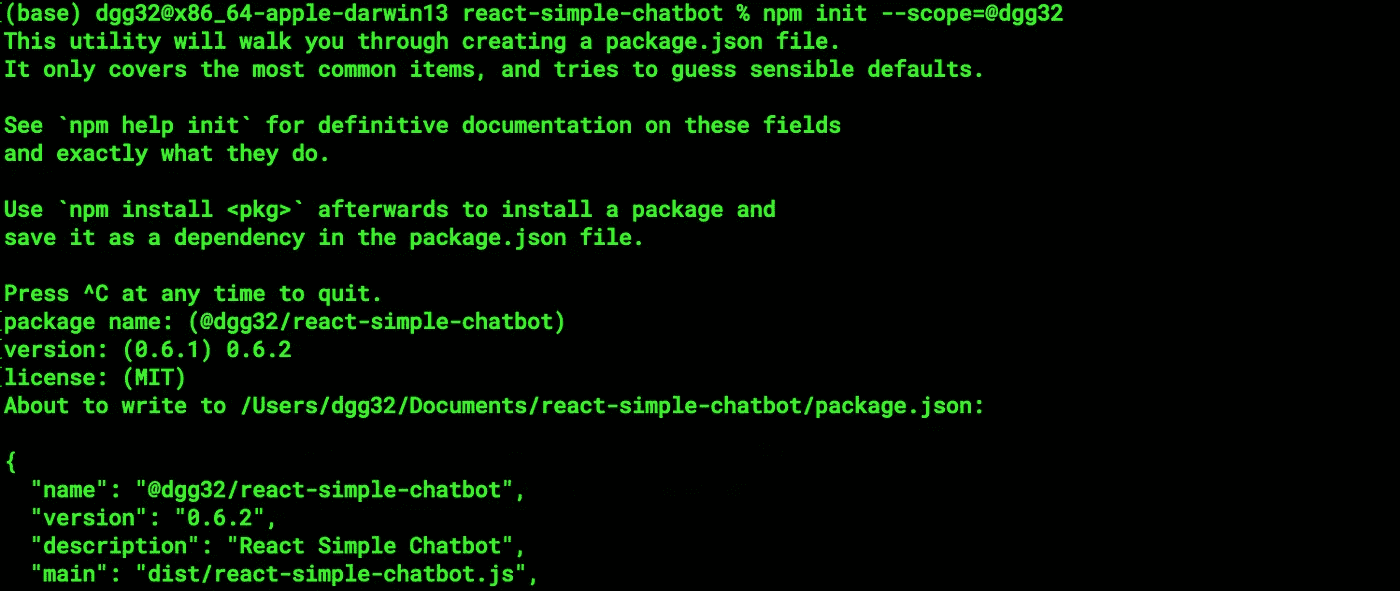 (base) dgg32@x86_64-apple-darwin13 react-simple-chatbot % npm init --scope=@dgg32
This utility will walk you through creating a package.json file.
It only covers the most common items, and tries to guess sensible defaults.
See `npm help init` for definitive documentation on these fields
and exactly what they do.
Use `npm install <pkg>` afterwards to install a package and
save it as a dependency in the package.json file.
Press ^C at any time to quit.
package name: (@dgg32/react-simple-chatbot)
version: (0.6.1) 0.6.2
license: (MIT)
About to write to /Users/dgg32/Documents/react-simple-chatbot/package.json:
{
"name": "@dgg32/react-simple-chatbot",
"version": "0.6.2",
"description": "React Simple Chatbot",
"main": "dist/react-simple-chatbot.js",